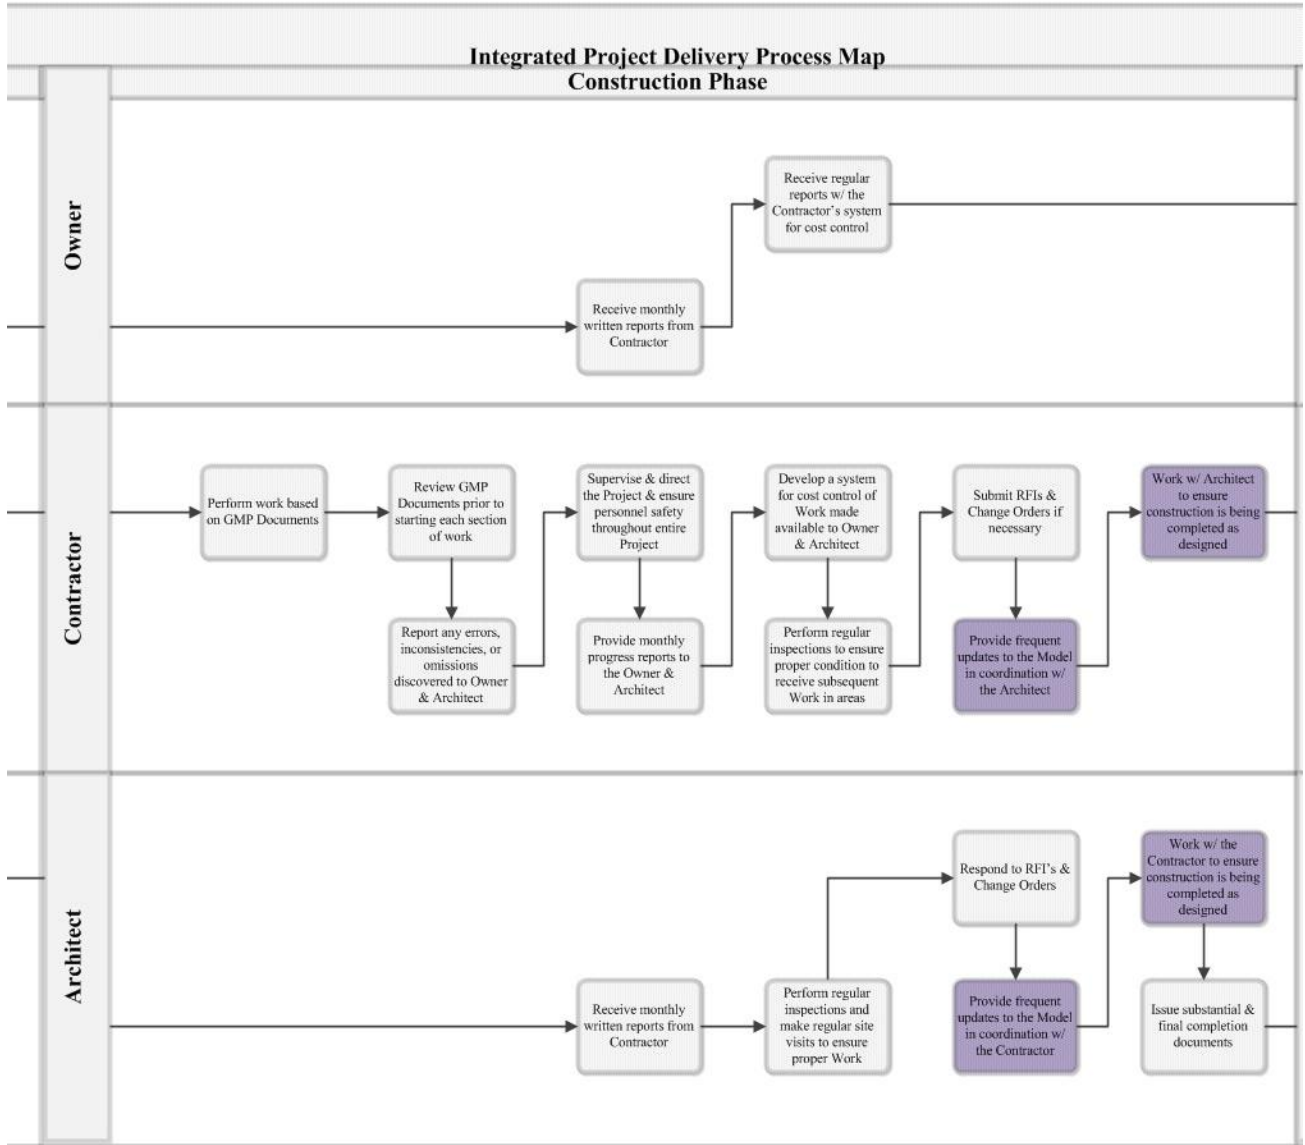 Integrated Project Delivery Process Map
Construction Phase
Owner
Receive regular
reports w/ the
Contractor's system
for cost control
Receive monthly
written reports from
Contractor
Contractor
Perform work based
on GMP Documents
Review GMP
Documents prior to
starting each section
of work
Report any errors,
inconsistencies, or
omissions
discovered to Owner
& Architect
Supervise & direct
the Project & ensure
personnel safety
throughout entire
Project
Provide monthly
progress reports to
the Owner &
Architect
Develop a system
for cost control of
Work made
available to Owner
& Architect
Perform regular
inspections to ensure
proper condition to
receive subsequent
Work in areas
Submit RFIs &
Change Orders if
necessary
Provide frequent
updates to the Model
in coordination w/
the Architect
Work w/ Architect
to ensure
construction is being
completed as
designed
Architect
Receive monthly
written reports from
Contractor
Perform regular
inspections and
make regular site
visits to ensure
proper Work
Respond to RFI's &
Change Orders
Provide frequent
updates to the Model
in coordination w/
the Contractor
Work w/ the
Contractor to ensure
construction is being
completed as
designed
Issue substantial &
final completion
documents